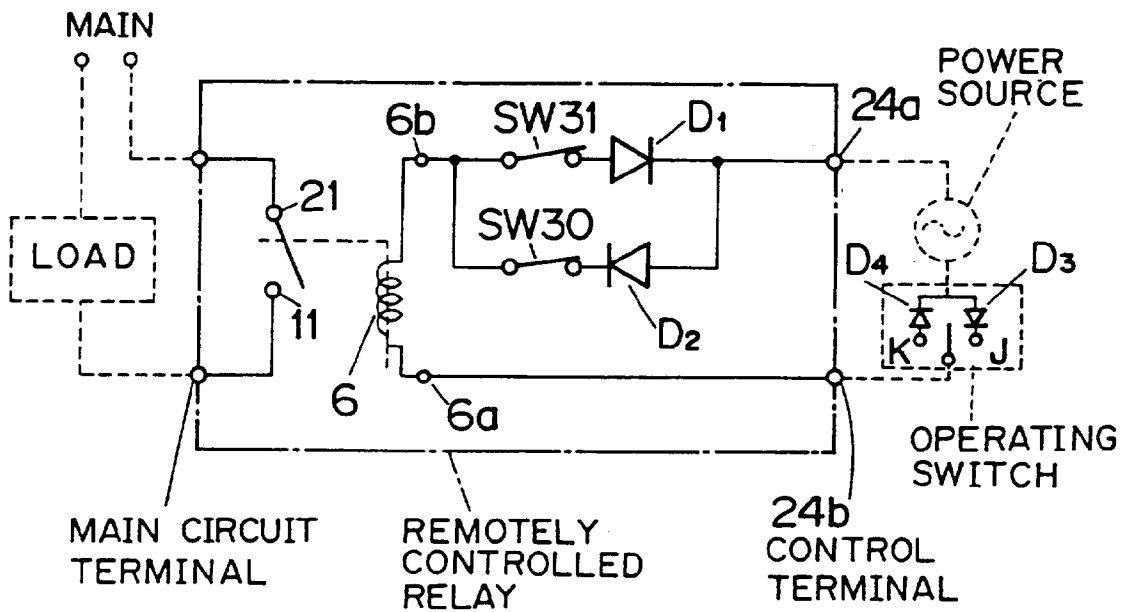 MAIN
POWER
SOURCE
6b
SW31
D1
24a
21
LOAD
SW30
D4
D3
11
D2
K
J
6
6a
OPERATING
SWITCH
MAIN CIRCUIT
TERMINAL
REMOTELY
CONTROLLED
RELAY
24b
CONTROL
TERMINAL